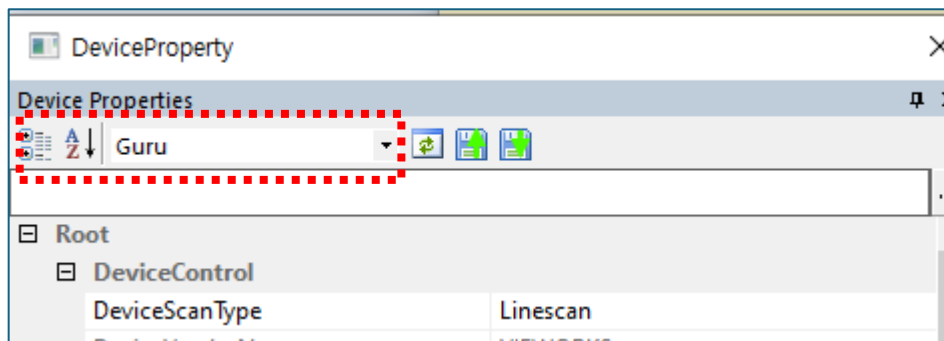 DeviceProperty
Device Properties
Guru
Root
DeviceControl
DeviceScanType Linescan